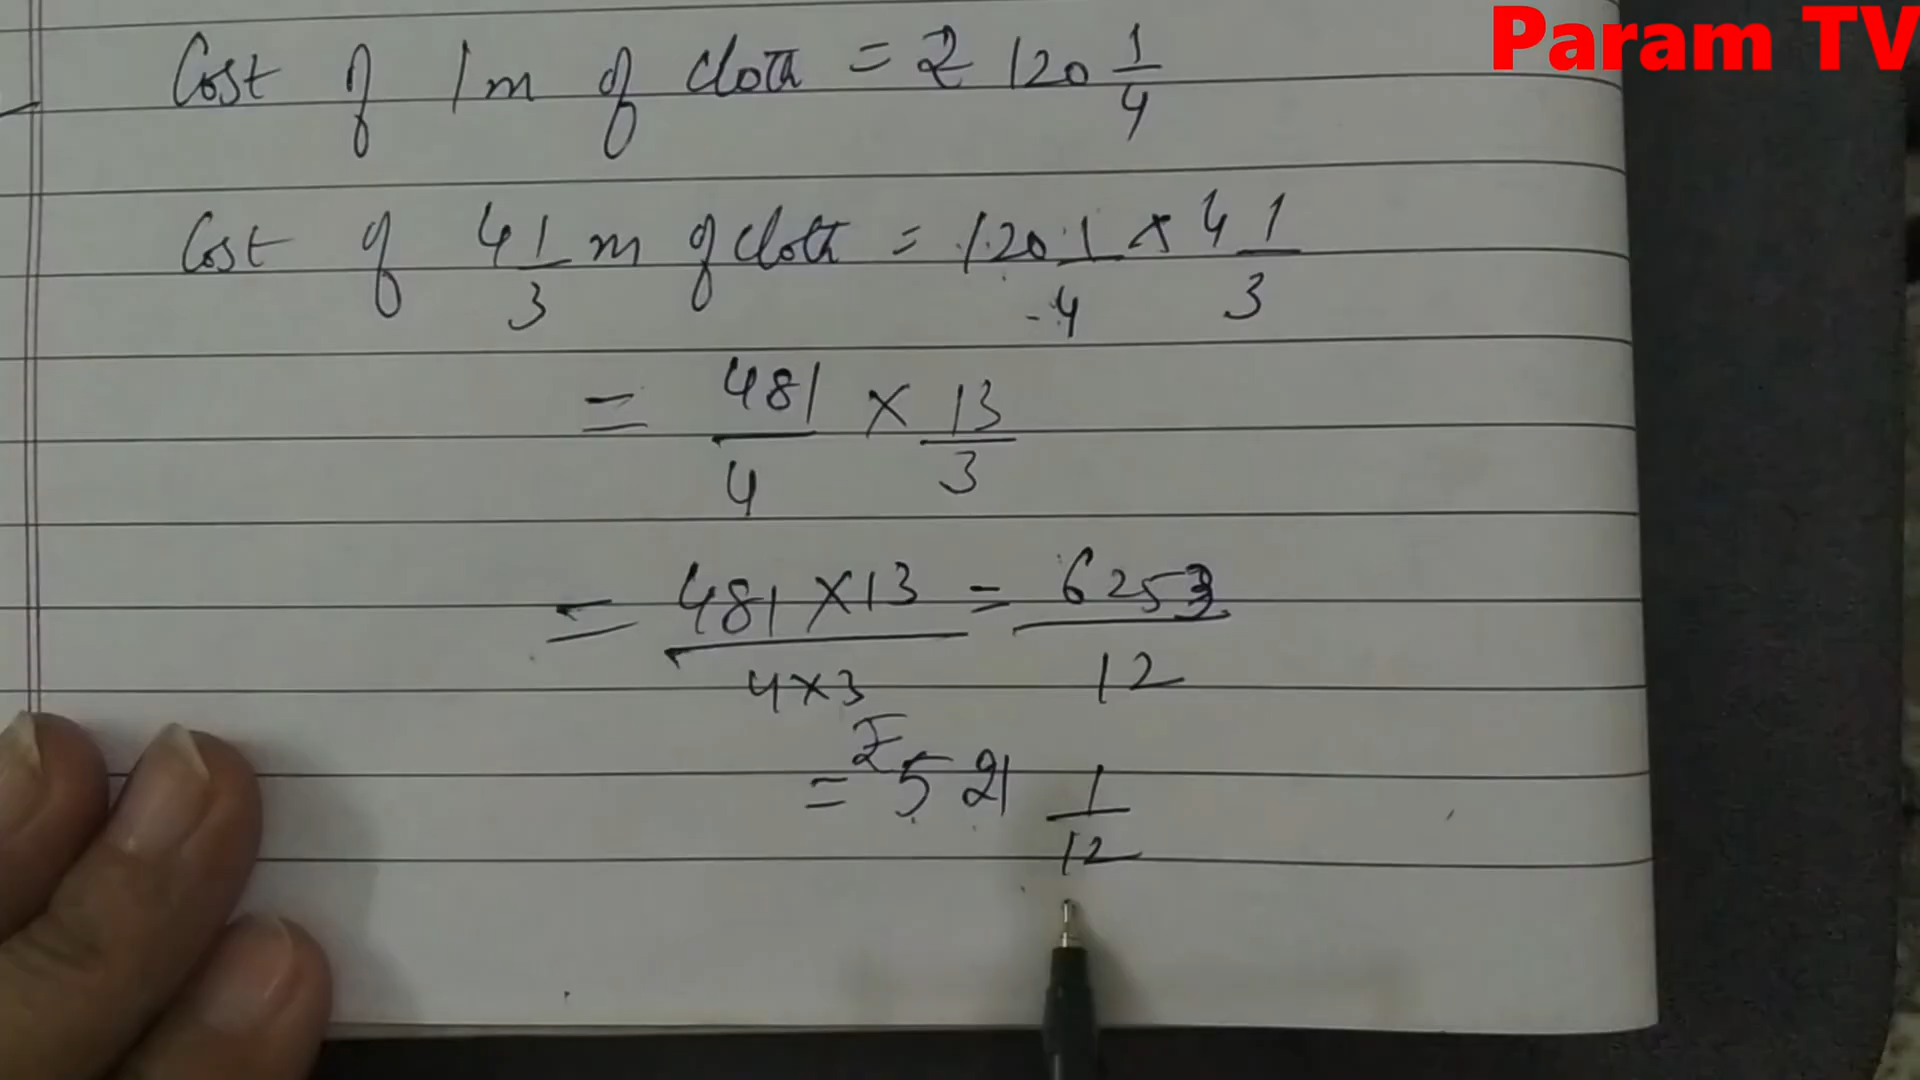 Param TV
Cost of 1m of cloth = ₹ 120 1/4
Cost of 4 1/3 m of cloth = 120 1/4 × 4 1/3
= 481/4 × 13/3
= 481×13/4×3 = 6253/12
= ₹ 521 1/12